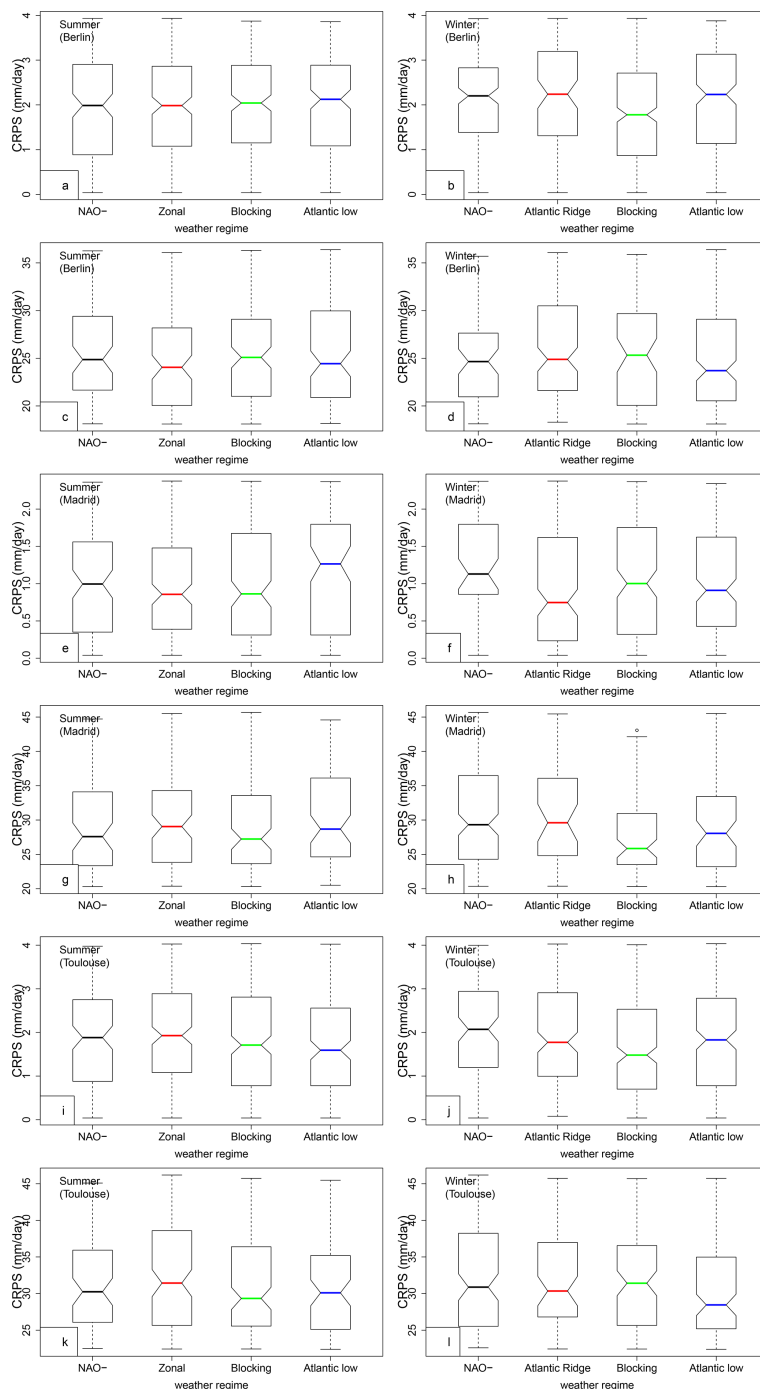 Summer
(Berlin)
CRPS (mm/day)
0 1 2 3 4
a
NAO− Zonal Blocking Atlantic low
weather regime
Winter
(Berlin)
CRPS (mm/day)
0 1 2 3 4
b
NAO− Atlantic Ridge Blocking Atlantic low
weather regime
Summer
(Berlin)
CRPS (mm/day)
20 25 30 35
c
NAO− Zonal Blocking Atlantic low
weather regime
Winter
(Berlin)
CRPS (mm/day)
20 25 30 35
d
NAO− Atlantic Ridge Blocking Atlantic low
weather regime
Summer
(Madrid)
CRPS (mm/day)
0.0 0.5 1.0 1.5 2.0
e
NAO− Zonal Blocking Atlantic low
weather regime
Winter
(Madrid)
CRPS (mm/day)
0.0 0.5 1.0 1.5 2.0
f
NAO− Atlantic Ridge Blocking Atlantic low
weather regime
Summer
(Madrid)
CRPS (mm/day)
20 25 30 35 40 45
g
NAO− Zonal Blocking Atlantic low
weather regime
Winter
(Madrid)
CRPS (mm/day)
20 25 30 35 40 45
h
NAO− Atlantic Ridge Blocking Atlantic low
weather regime
Summer
(Toulouse)
CRPS (mm/day)
0 1 2 3 4
i
NAO− Zonal Blocking Atlantic low
weather regime
Winter
(Toulouse)
CRPS (mm/day)
0 1 2 3 4
j
NAO− Atlantic Ridge Blocking Atlantic low
weather regime
Summer
(Toulouse)
CRPS (mm/day)
25 30 35 40 45
k
NAO− Zonal Blocking Atlantic low
weather regime
Winter
(Toulouse)
CRPS (mm/day)
25 30 35 40 45
l
NAO− Atlantic Ridge Blocking Atlantic low
weather regime